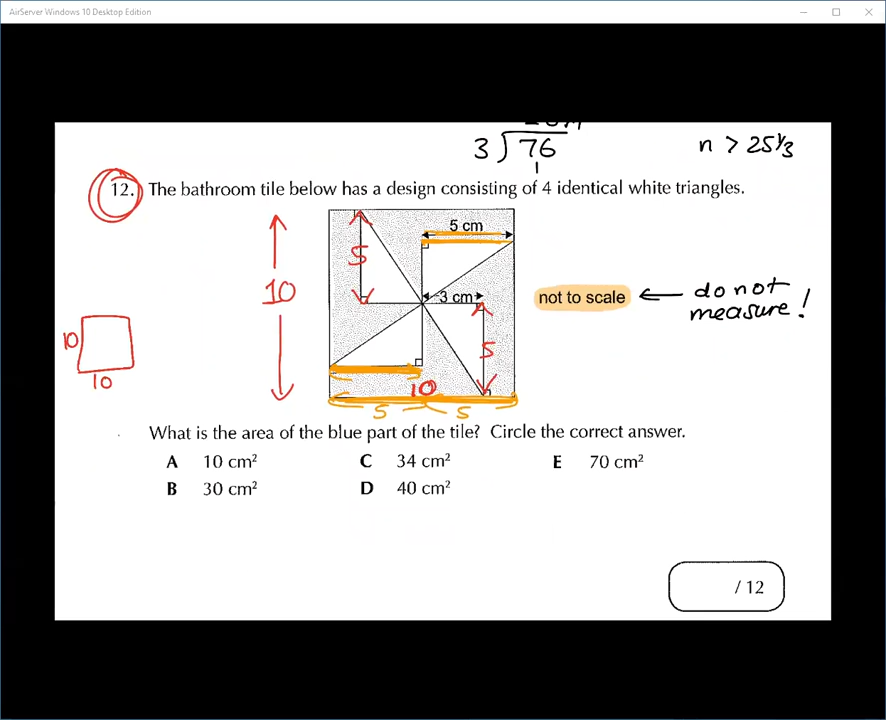 AirServer Windows 10 Desktop Edition
3 76
n > 25⅓
12. The bathroom tile below has a design consisting of 4 identical white triangles.
5 cm
5
10
3 cm
not to scale
do not
measure!
10
10
5
10
5 5
What is the area of the blue part of the tile? Circle the correct answer.
A 10 cm² C 34 cm² E 70 cm²
B 30 cm² D 40 cm²
/ 12